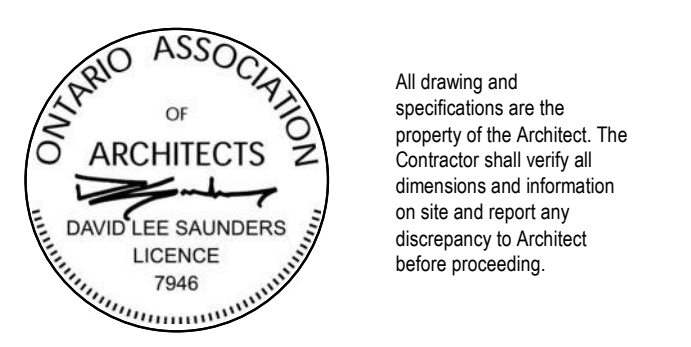 ONTARIO ASSOCIATION
OF
ARCHITECTS
DAVID LEE SAUNDERS
LICENCE
7946
All drawing and
specifications are the
property of the Architect. The
Contractor shall verify all
dimensions and information
on site and report any
discrepancy to Architect
before proceeding.